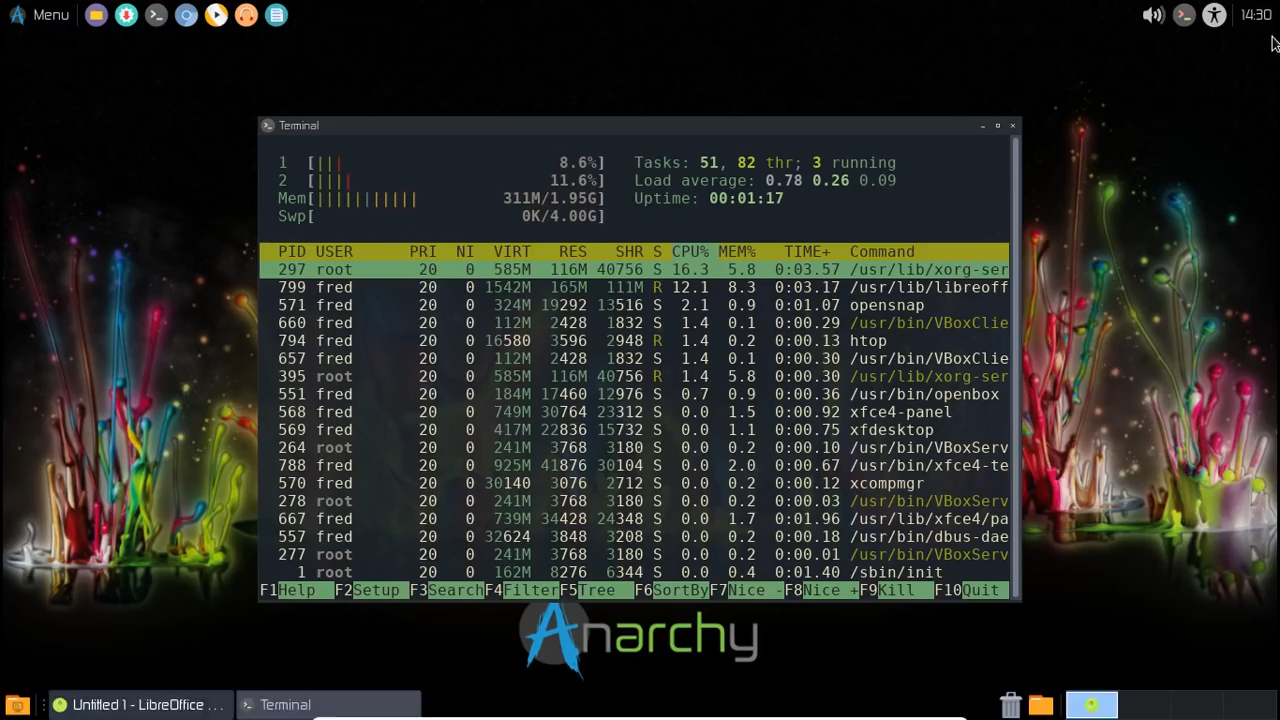 Menu
14:30
Terminal
1 [||| 8.6%] Tasks: 51, 82 thr; 3 running
2 [|||| 11.6%] Load average: 0.78 0.26 0.09
Mem[||||||||||| 311M/1.95G] Uptime: 00:01:17
Swp[ 0K/4.00G]
PID USER PRI NI VIRT RES SHR S CPU% MEM% TIME+ Command
297 root 20 0 585M 116M 40756 S 16.3 5.8 0:03.57 /usr/lib/xorg-ser
799 fred 20 0 1542M 165M 111M R 12.1 8.3 0:03.17 /usr/lib/libreoff
571 fred 20 0 324M 19292 13516 S 2.1 0.9 0:01.07 opensnap
660 fred 20 0 112M 2428 1832 S 1.4 0.1 0:00.29 /usr/bin/VBoxClie
794 fred 20 0 16580 3596 2948 R 1.4 0.2 0:00.13 htop
657 fred 20 0 112M 2428 1832 S 1.4 0.1 0:00.30 /usr/bin/VBoxClie
395 root 20 0 585M 116M 40756 R 1.4 5.8 0:00.30 /usr/lib/xorg-ser
551 fred 20 0 184M 17460 12976 S 0.7 0.9 0:00.36 /usr/bin/openbox
568 fred 20 0 749M 30764 23312 S 0.0 1.5 0:00.92 xfce4-panel
569 fred 20 0 417M 22836 15732 S 0.0 1.1 0:00.75 xfdesktop
264 root 20 0 241M 3768 3180 S 0.0 0.2 0:00.10 /usr/bin/VBoxServ
788 fred 20 0 925M 41876 30104 S 0.0 2.0 0:00.67 /usr/bin/xfce4-te
570 fred 20 0 30140 3076 2712 S 0.0 0.2 0:00.12 xcompmgr
278 root 20 0 241M 3768 3180 S 0.0 0.2 0:00.03 /usr/bin/VBoxServ
667 fred 20 0 739M 34428 24348 S 0.0 1.7 0:01.96 /usr/lib/xfce4/pa
557 fred 20 0 32624 3848 3208 S 0.0 0.2 0:00.18 /usr/bin/dbus-dae
277 root 20 0 241M 3768 3180 S 0.0 0.2 0:00.01 /usr/bin/VBoxServ
1 root 20 0 162M 8276 6344 S 0.0 0.4 0:01.40 /sbin/init
F1Help F2Setup F3SearchF4FilterF5Tree F6SortByF7Nice -F8Nice +F9Kill F10Quit
Anarchy
Untitled 1 - LibreOffice ...
Terminal